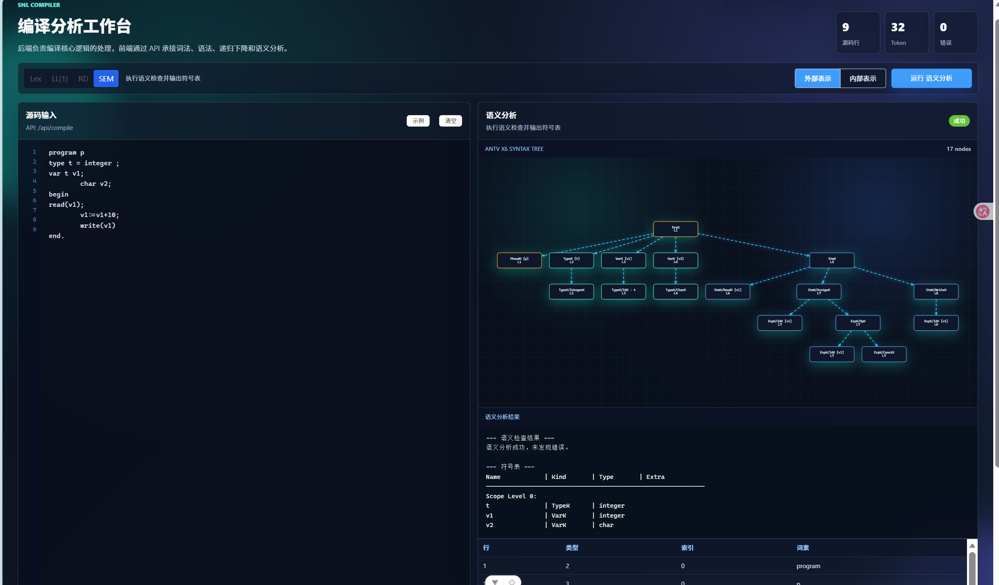 SNL COMPILER
编译分析工作台
后端负责编译核心逻辑的处理，前端通过 API 承接词法、语法、递归下降和语义分析。
9
源码行
32
Token
0
错误
Lex LL(1) RD SEM 执行语义检查并输出符号表
外部表示 内部表示 运行 语义分析
源码输入
API: /api/compile
示例 清空
1 program p
2 type t = integer ;
3 var t v1;
4 char v2;
5 begin
6 read(v1);
7 v1:=v1+10;
8 write(v1)
9 end.
语义分析
执行语义检查并输出符号表
成功
ANTV X6 SYNTAX TREE
17 nodes
ProK
L1
PheadK [p]
L1
TypeK [t]
L2
VarK [v1]
L3
VarK [v2]
L4
StmK
L5
TypeK/IntegerK
L2
TypeK/IdK : t
L3
TypeK/CharK
L4
StmK/ReadK [v1]
L6
StmK/AssignK
L7
StmK/WriteK
L8
ExpK/IdK [v1]
L7
ExpK/OpK
L7
ExpK/IdK [v1]
L8
ExpK/IdK [v1]
L7
ExpK/ConstK
L7
语义分析结果
--- 语义检查结果 ---
语义分析成功，未发现错误。
--- 符号表 ---
Name | Kind | Type | Extra
Scope Level 0:
t | TypeK | integer
v1 | VarK | integer
v2 | VarK | char
行 类型 索引 词素
1 2 0 program
3 0 p